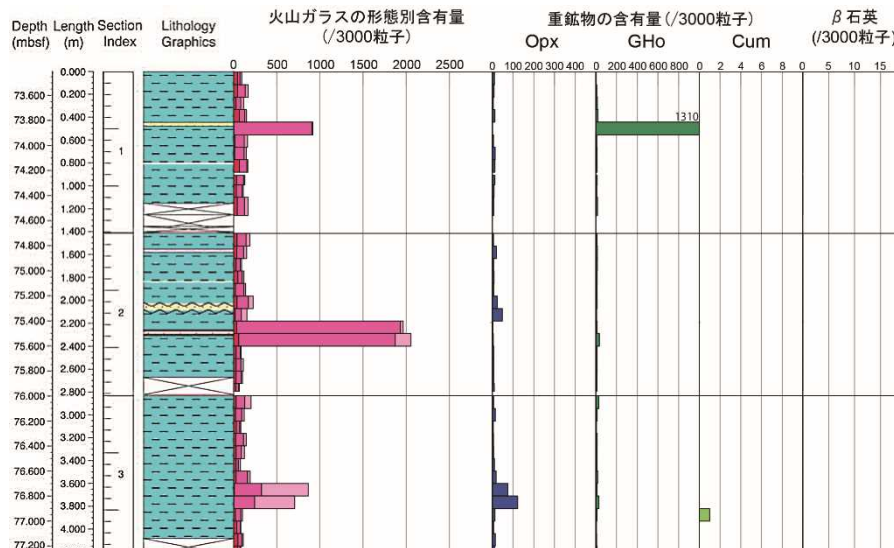 Depth (mbsf)
Length (m)
Section Index
Lithology Graphics
火山ガラスの形態別含有量 (/3000粒子)
重鉱物の含有量(/3000粒子)
β石英 (/3000粒子)
Opx
GHo
Cum
0 500 1000 1500 2000 2500
0 100 200 300 400
0 200 400 600 800
0 2 4 6 8 10 12
0 5 10 15
73.600
73.800
74.000
74.200
74.400
74.600
74.800
75.000
75.200
75.400
75.600
75.800
76.000
76.200
76.400
76.600
76.800
77.000
77.200
0.000
0.200
0.400
0.600
0.800
1.000
1.200
1.400
1.600
1.800
2.000
2.200
2.400
2.600
2.800
3.000
3.200
3.400
3.600
3.800
4.000
1
2
3
1310